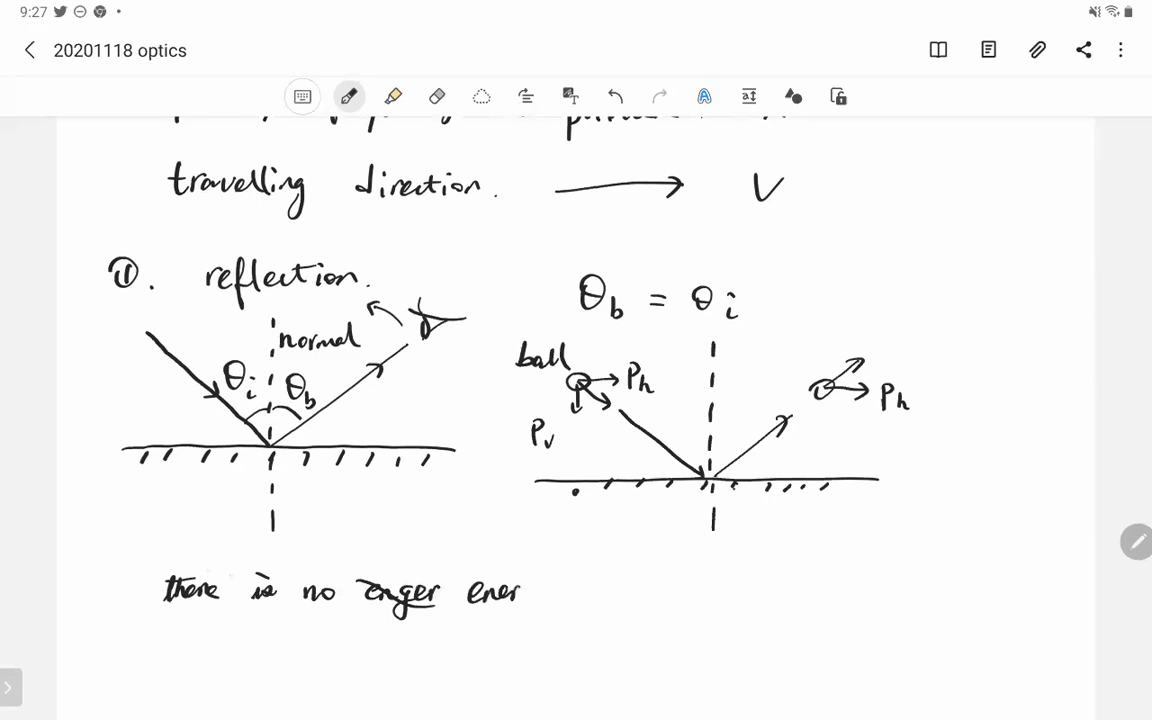 9:27
20201118 optics
travelling direction. → V
①. reflection.
θb = θi
normal
θi θb
ball
Ph
Pv
Ph
there is no enger ener